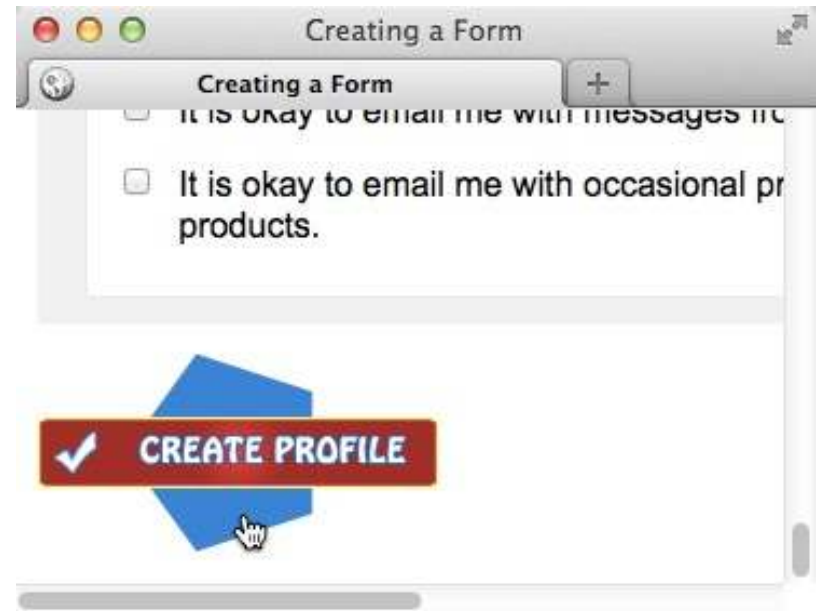 Creating a Form
Creating a Form
It is okay to email me with messages
It is okay to email me with occasional
products.
CREATE PROFILE